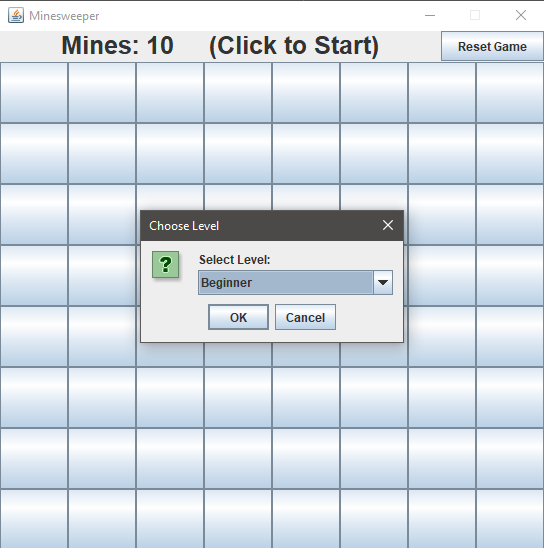 Minesweeper
Mines: 10 (Click to Start)
Reset Game
Choose Level
?
Select Level:
Beginner
OK
Cancel